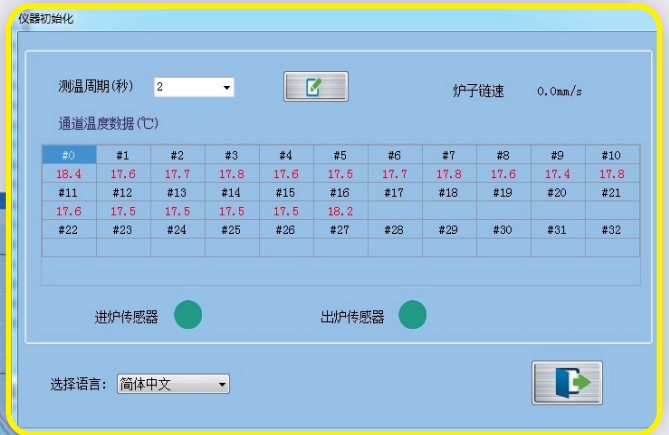 仪器初始化
测温周期(秒) 2 炉子链速 0.0mm/s
通道温度数据(℃)
#0 #1 #2 #3 #4 #5 #6 #7 #8 #9 #10
18.4 17.6 17.7 17.8 17.6 17.5 17.7 17.8 17.6 17.4 17.8
#11 #12 #13 #14 #15 #16 #17 #18 #19 #20 #21
17.6 17.5 17.5 17.5 17.5 18.2
#22 #23 #24 #25 #26 #27 #28 #29 #30 #31 #32
进炉传感器 出炉传感器
选择语言: 简体中文